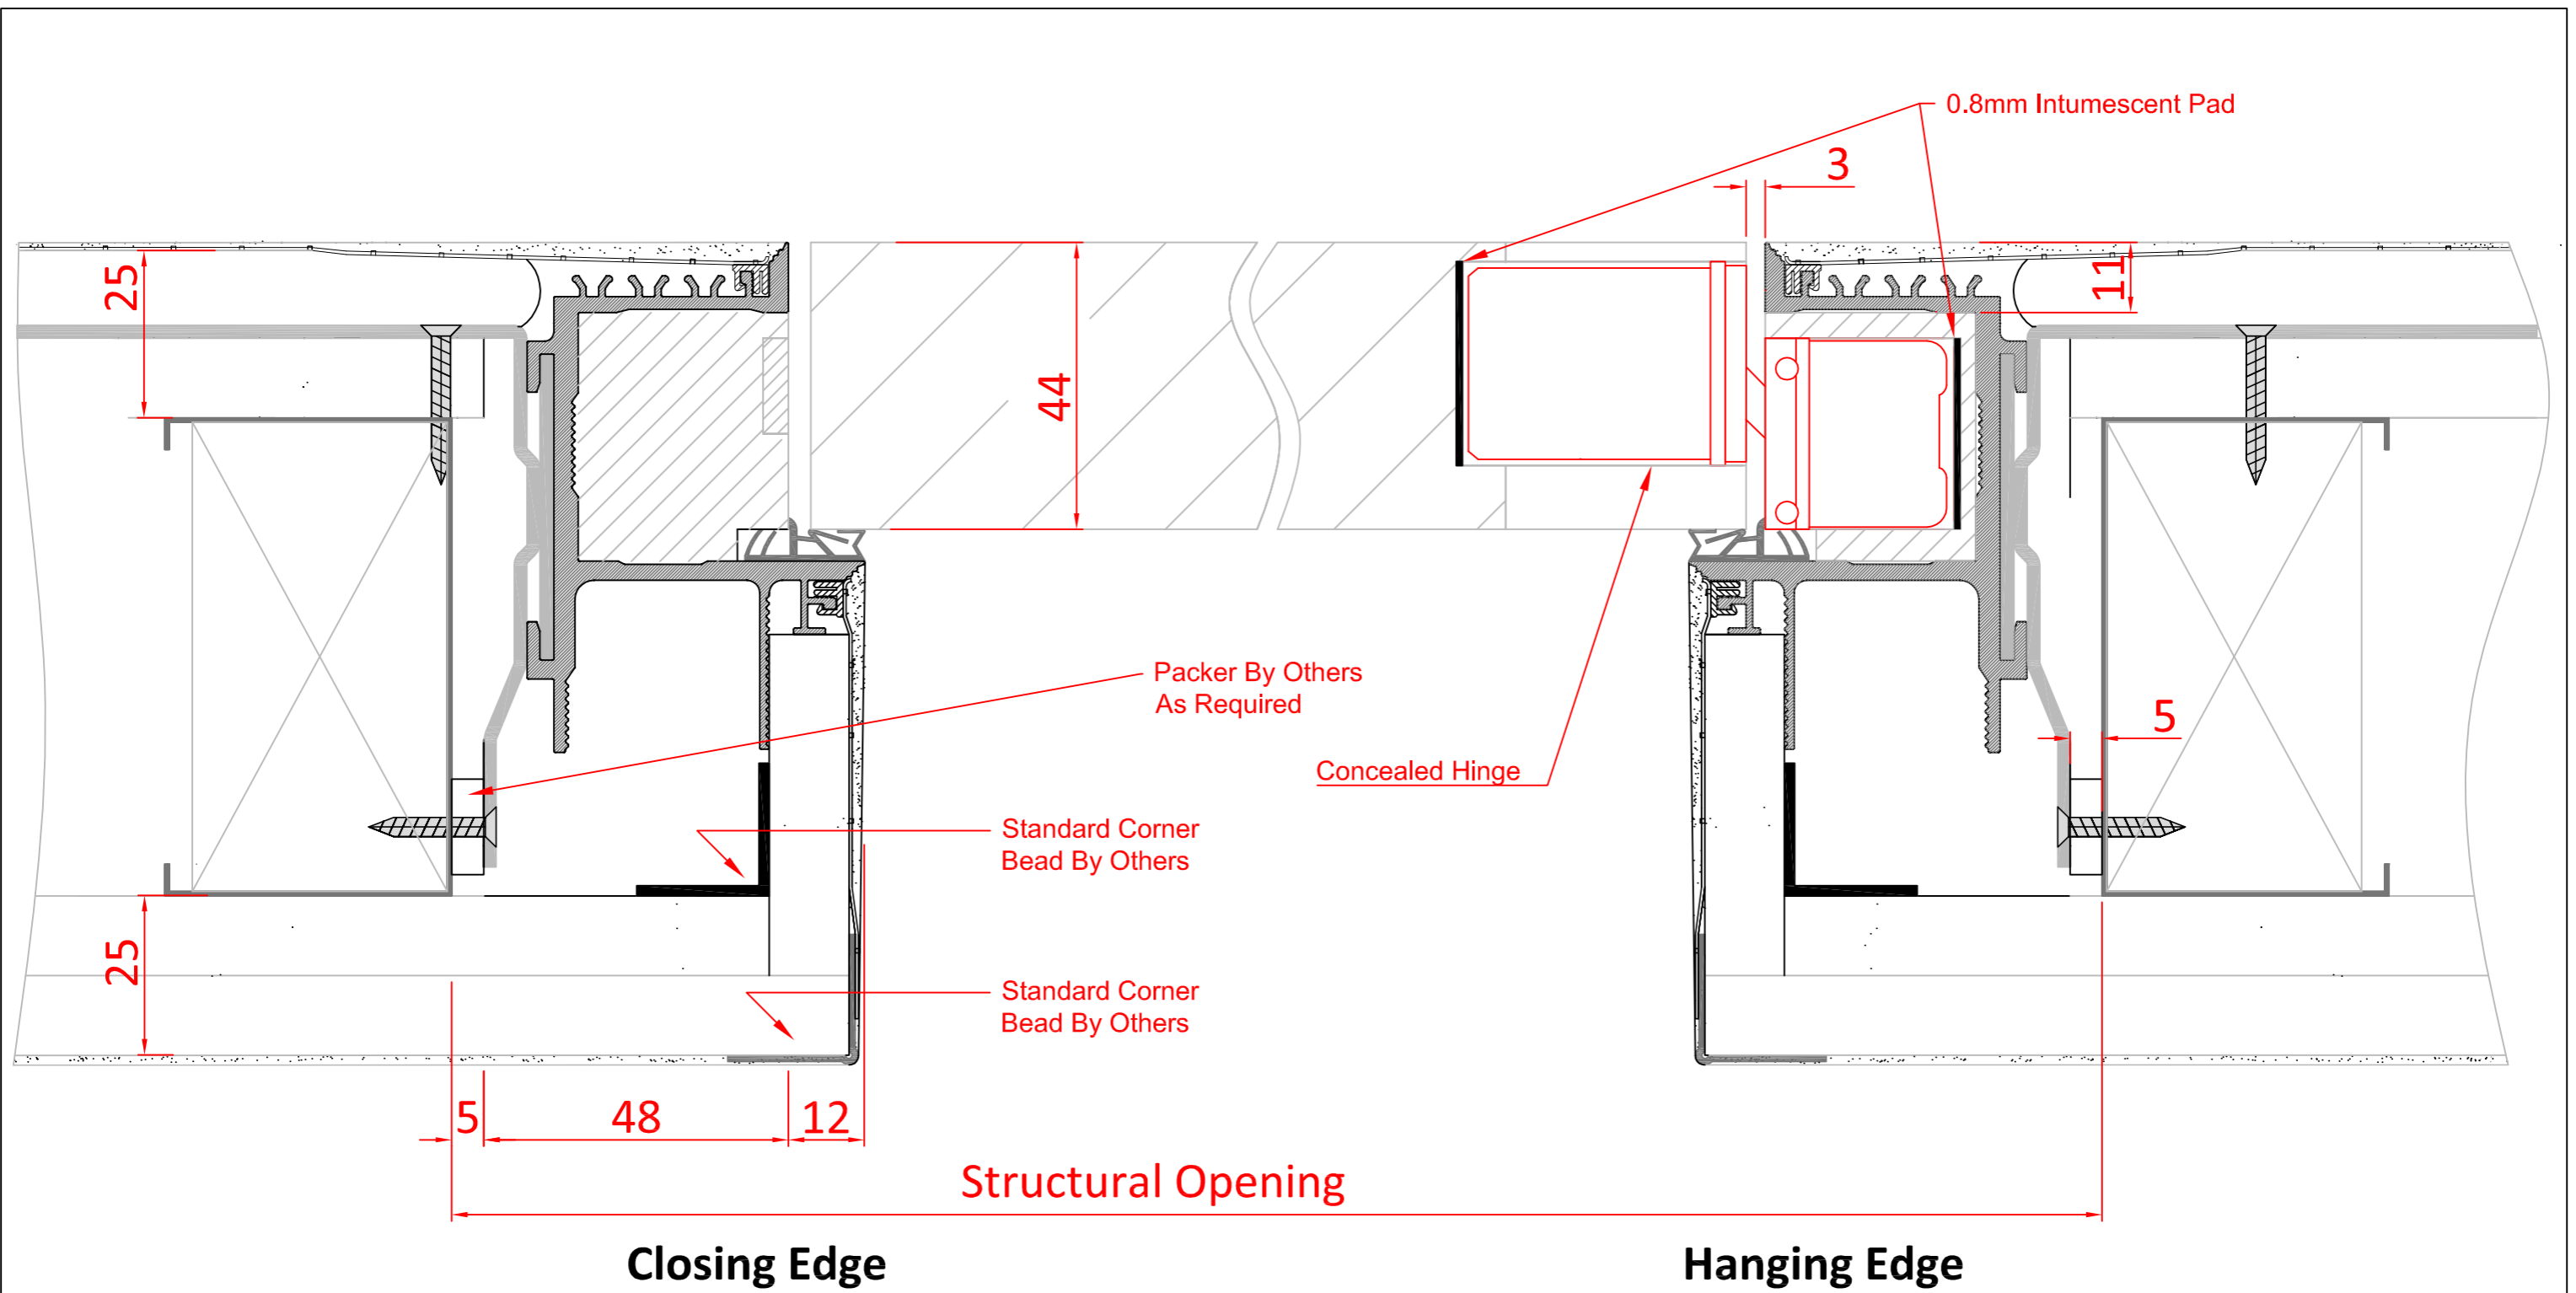 0.8mm Intumescent Pad
3
25
11
44
Packer By Others
As Required
5
Concealed Hinge
Standard Corner
Bead By Others
25
Standard Corner
Bead By Others
5
48
12
Structural Opening
Closing Edge
Hanging Edge